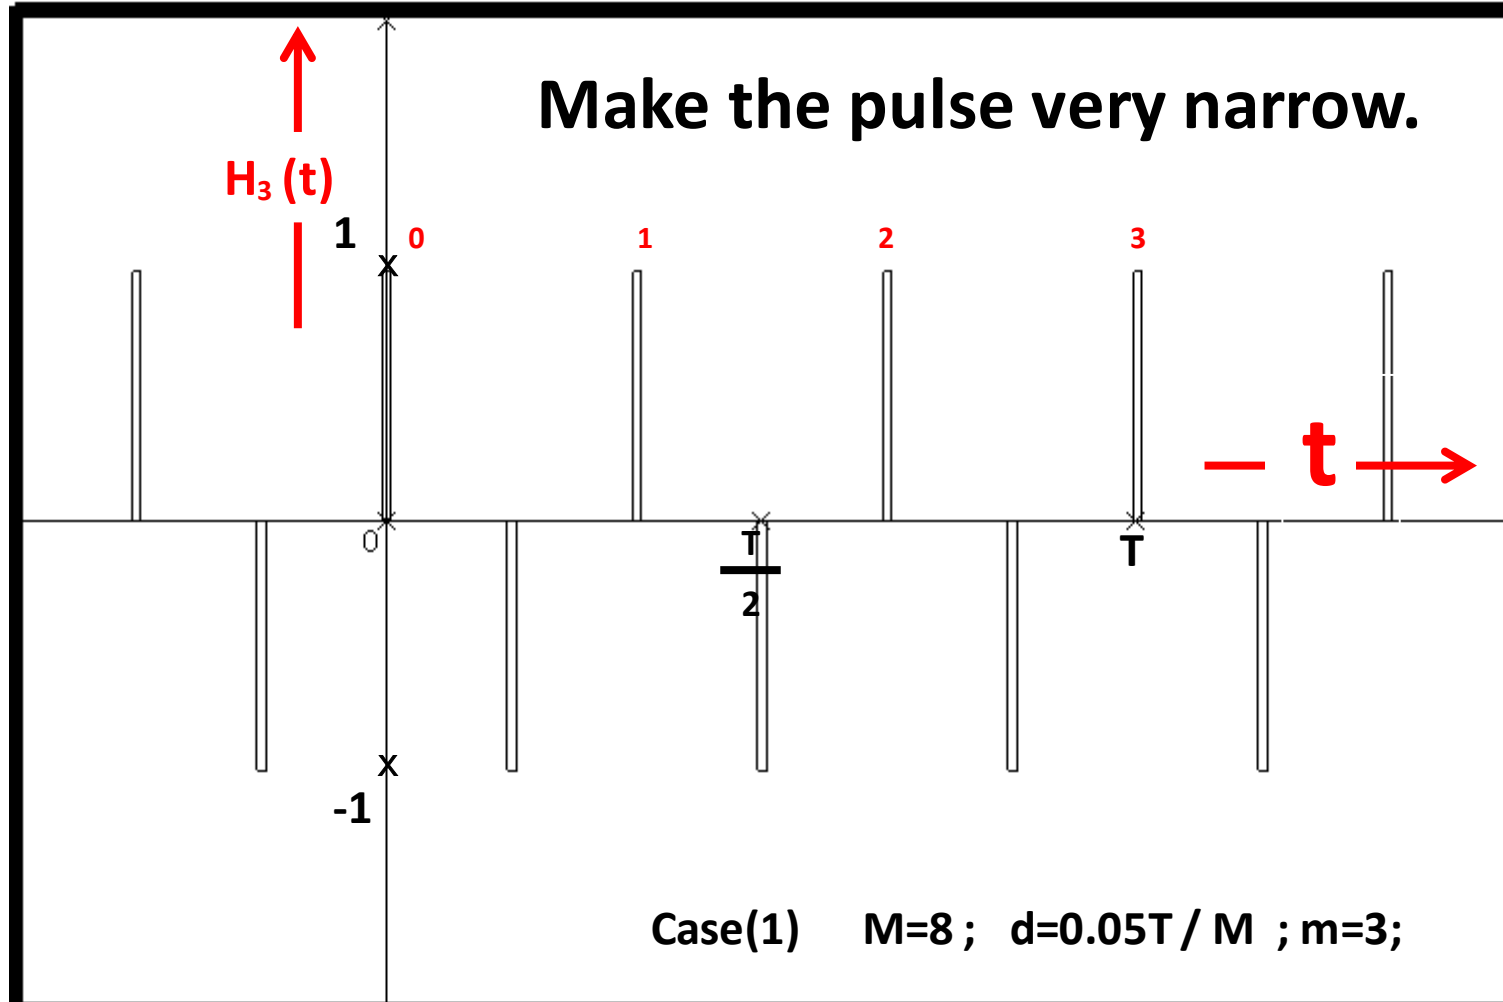 Make the pulse very narrow.
H₃ (t)
1
0 1 2 3
x
t
0
T
2
T
x
-1
Case(1) M=8 ; d=0.05T / M ; m=3;